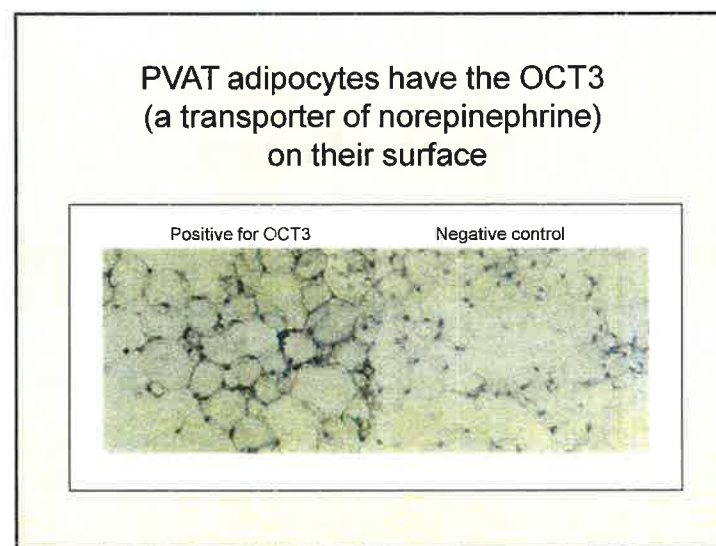 PVAT adipocytes have the OCT3
(a transporter of norepinephrine)
on their surface
Positive for OCT3
Negative control